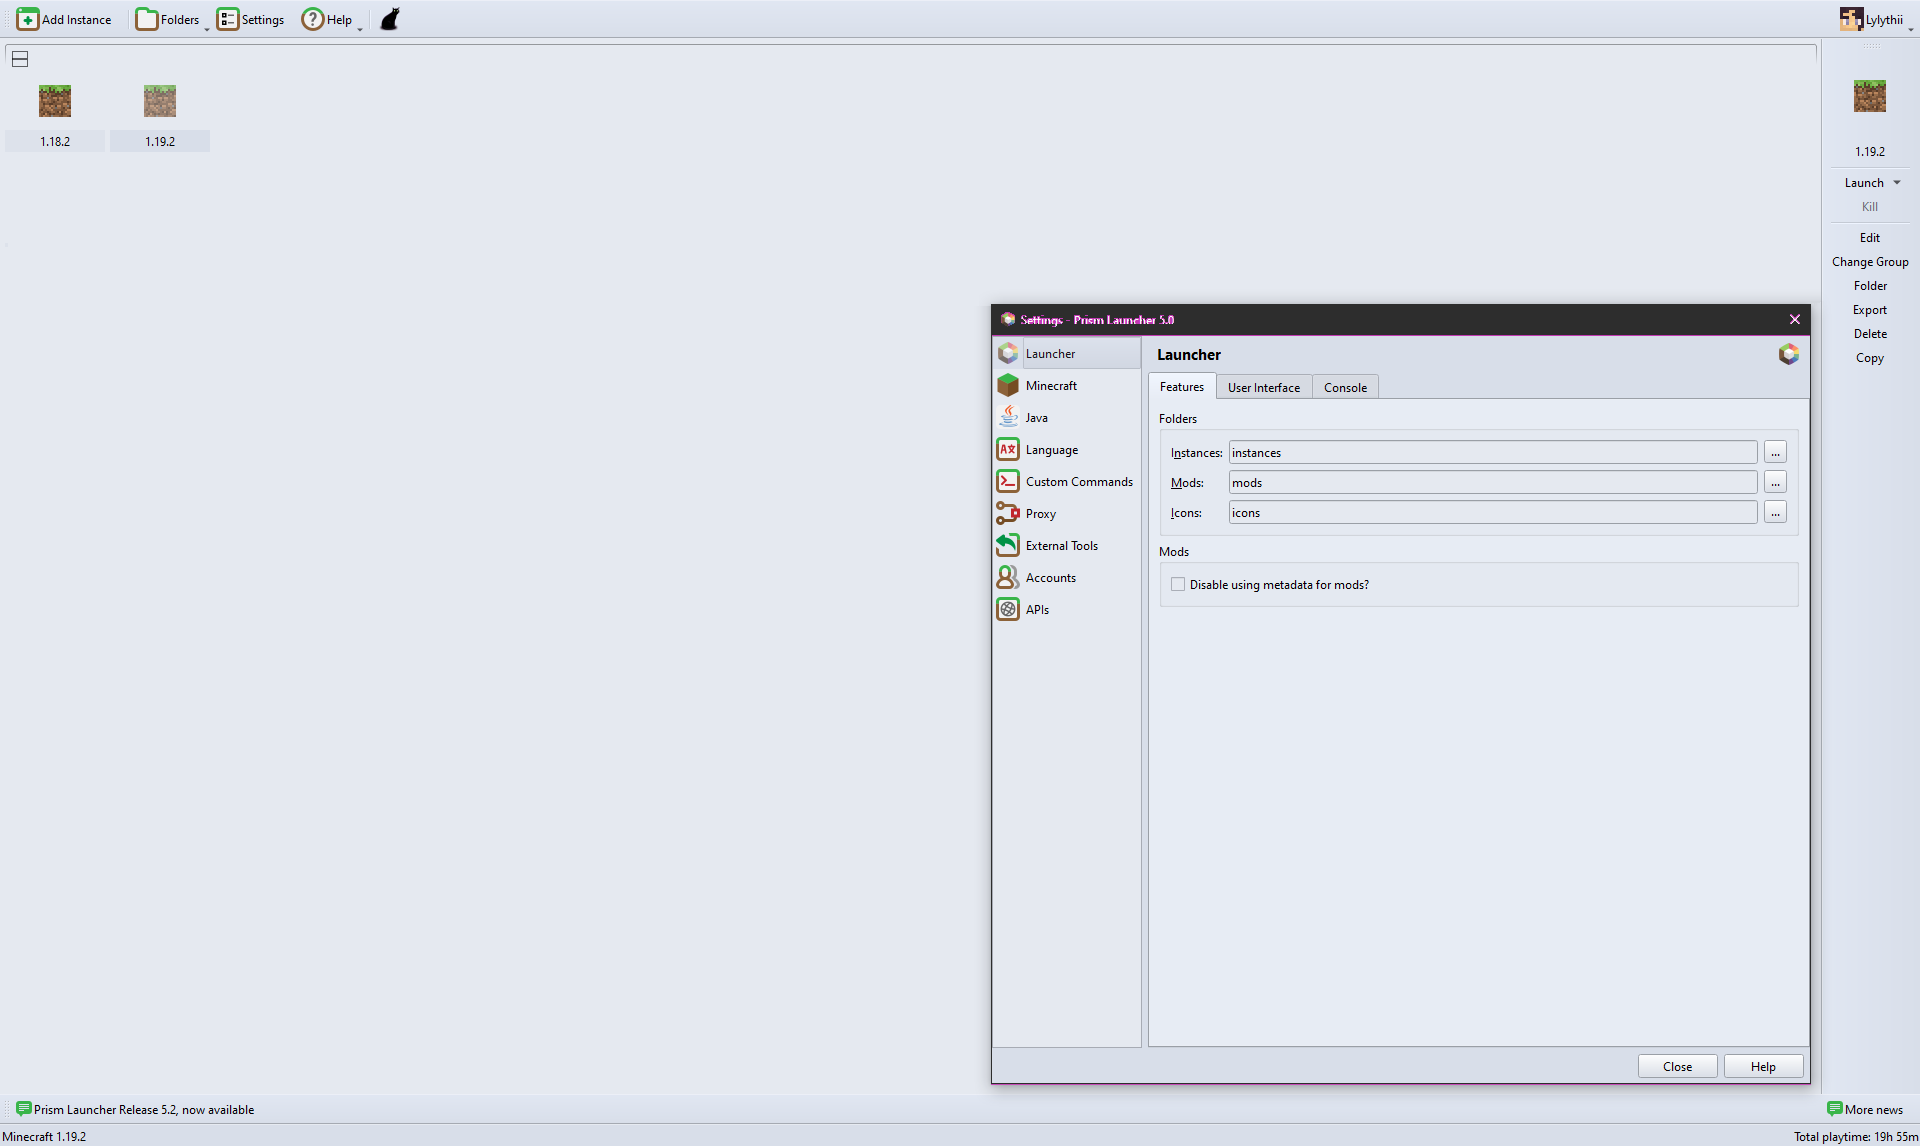 Add Instance
Folders
Settings
Help
Lylythii
1.18.2
1.19.2
1.19.2
Launch
Kill
Edit
Change Group
Folder
Export
Delete
Copy
Settings - Prism Launcher 5.0
Launcher
Minecraft
Java
Language
Custom Commands
Proxy
External Tools
Accounts
APIs
Launcher
Features
User Interface
Console
Folders
Instances:
instances
...
Mods:
mods
...
Icons:
icons
...
Mods
Disable using metadata for mods?
Close
Help
Prism Launcher Release 5.2, now available
More news
Minecraft 1.19.2
Total playtime: 19h 55m